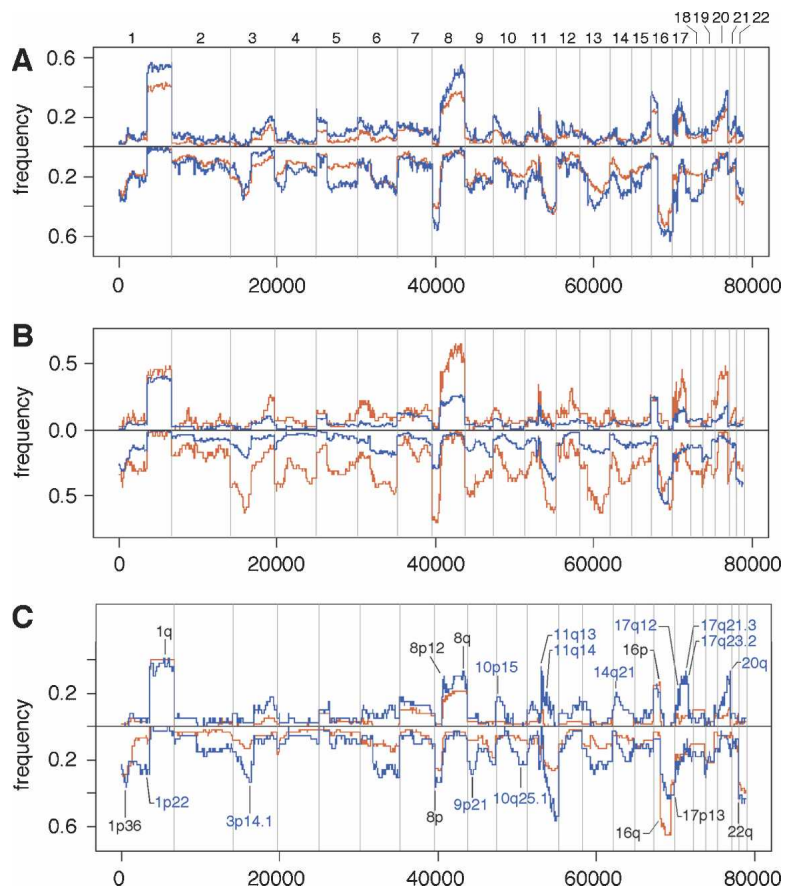 1 2 3 4 5 6 7 8 9 10 11 12 13 14 15 16 17 18 19 20 21 22
A
frequency
0.6
0.2
0.2
0.6
0 20000 40000 60000 80000
B
frequency
0.5
0.0
0.5
0 20000 40000 60000 80000
C
frequency
0.2
0.2
0.6
1q
8p12
8q
10p15
11q13
11q14
14q21
16p
17q12
17q21.3
17q23.2
20q
1p36
1p22
3p14.1
8p
9p21
10q25.1
16q
17p13
22q
0 20000 40000 60000 80000